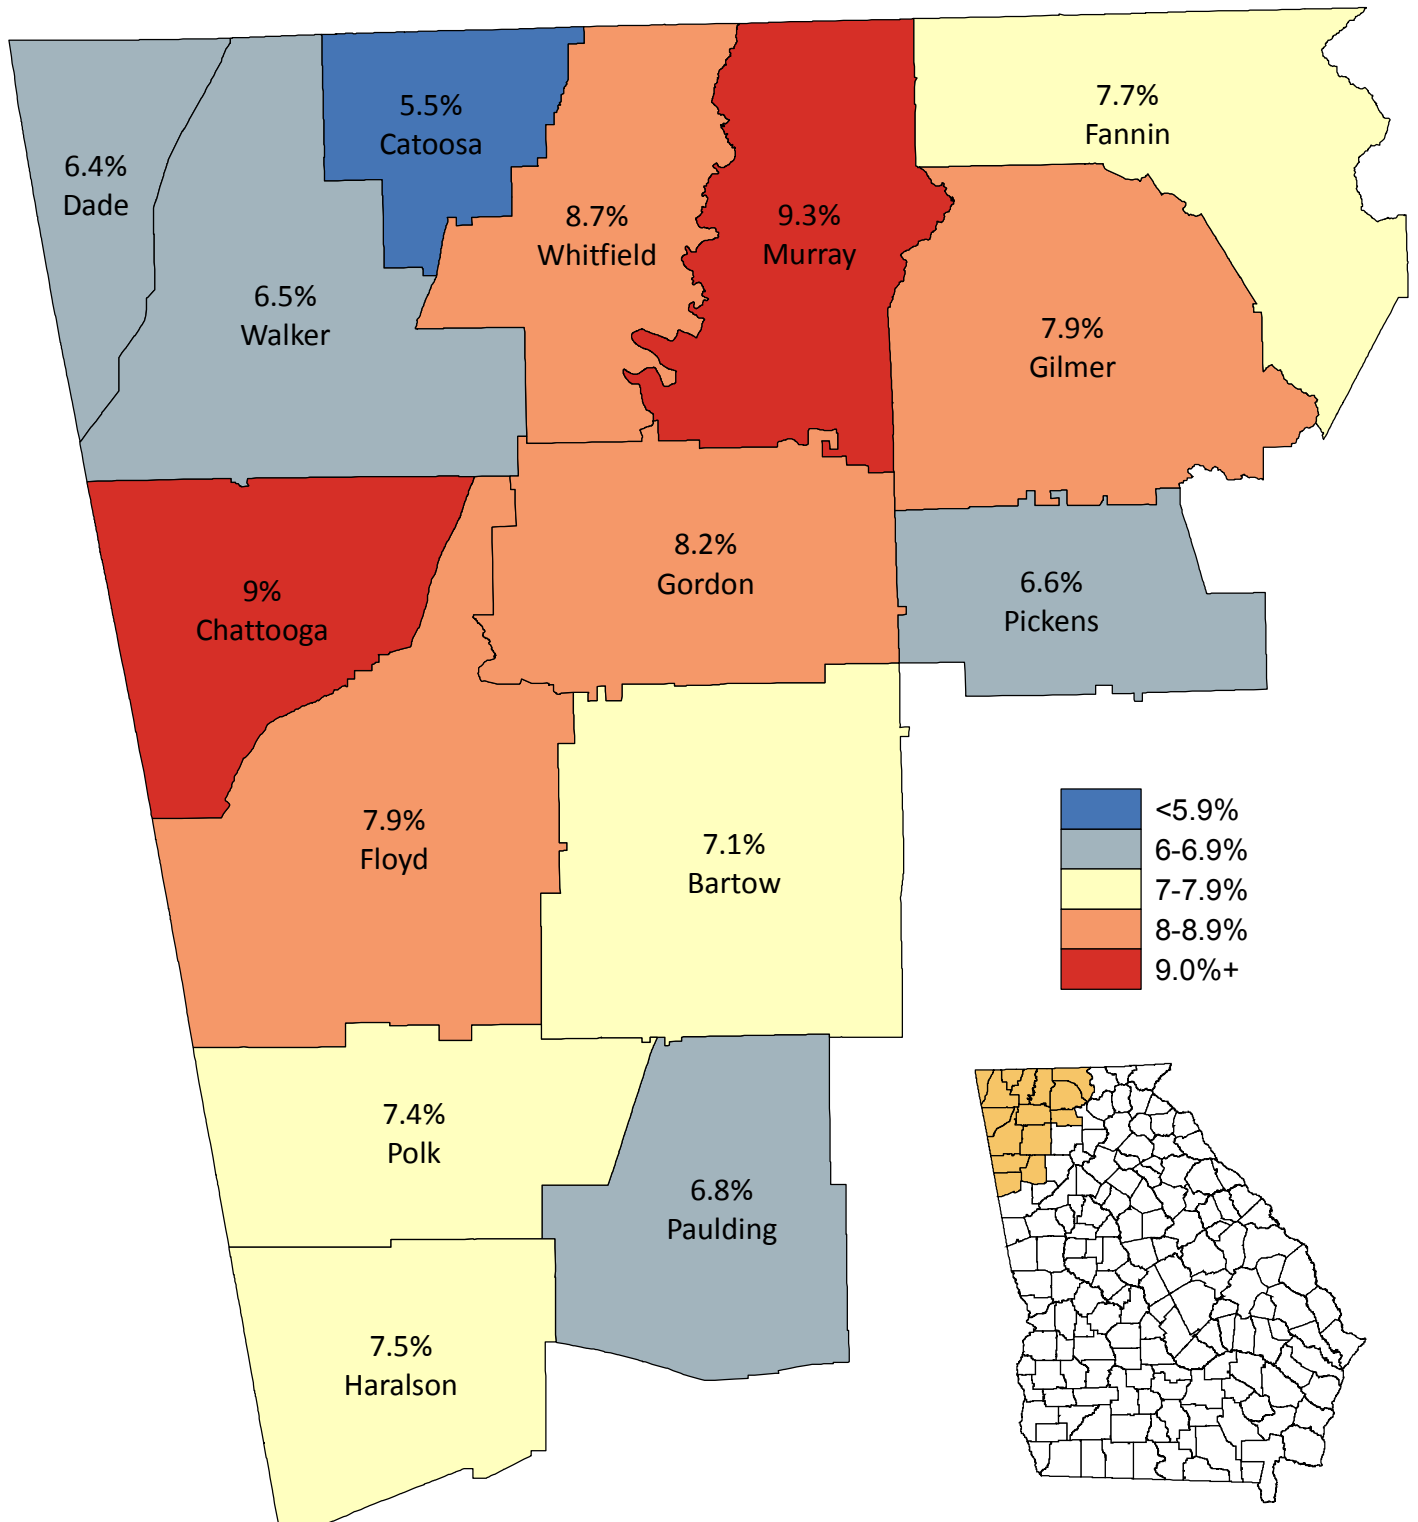 5.5%
Catoosa
7.7%
Fannin
6.4%
Dade
8.7%
Whitfield
9.3%
Murray
6.5%
Walker
7.9%
Gilmer
8.2%
Gordon
9%
Chattooga
6.6%
Pickens
7.9%
Floyd
7.1%
Bartow
<5.9%
6-6.9%
7-7.9%
8-8.9%
9.0%+
7.4%
Polk
6.8%
Paulding
7.5%
Haralson